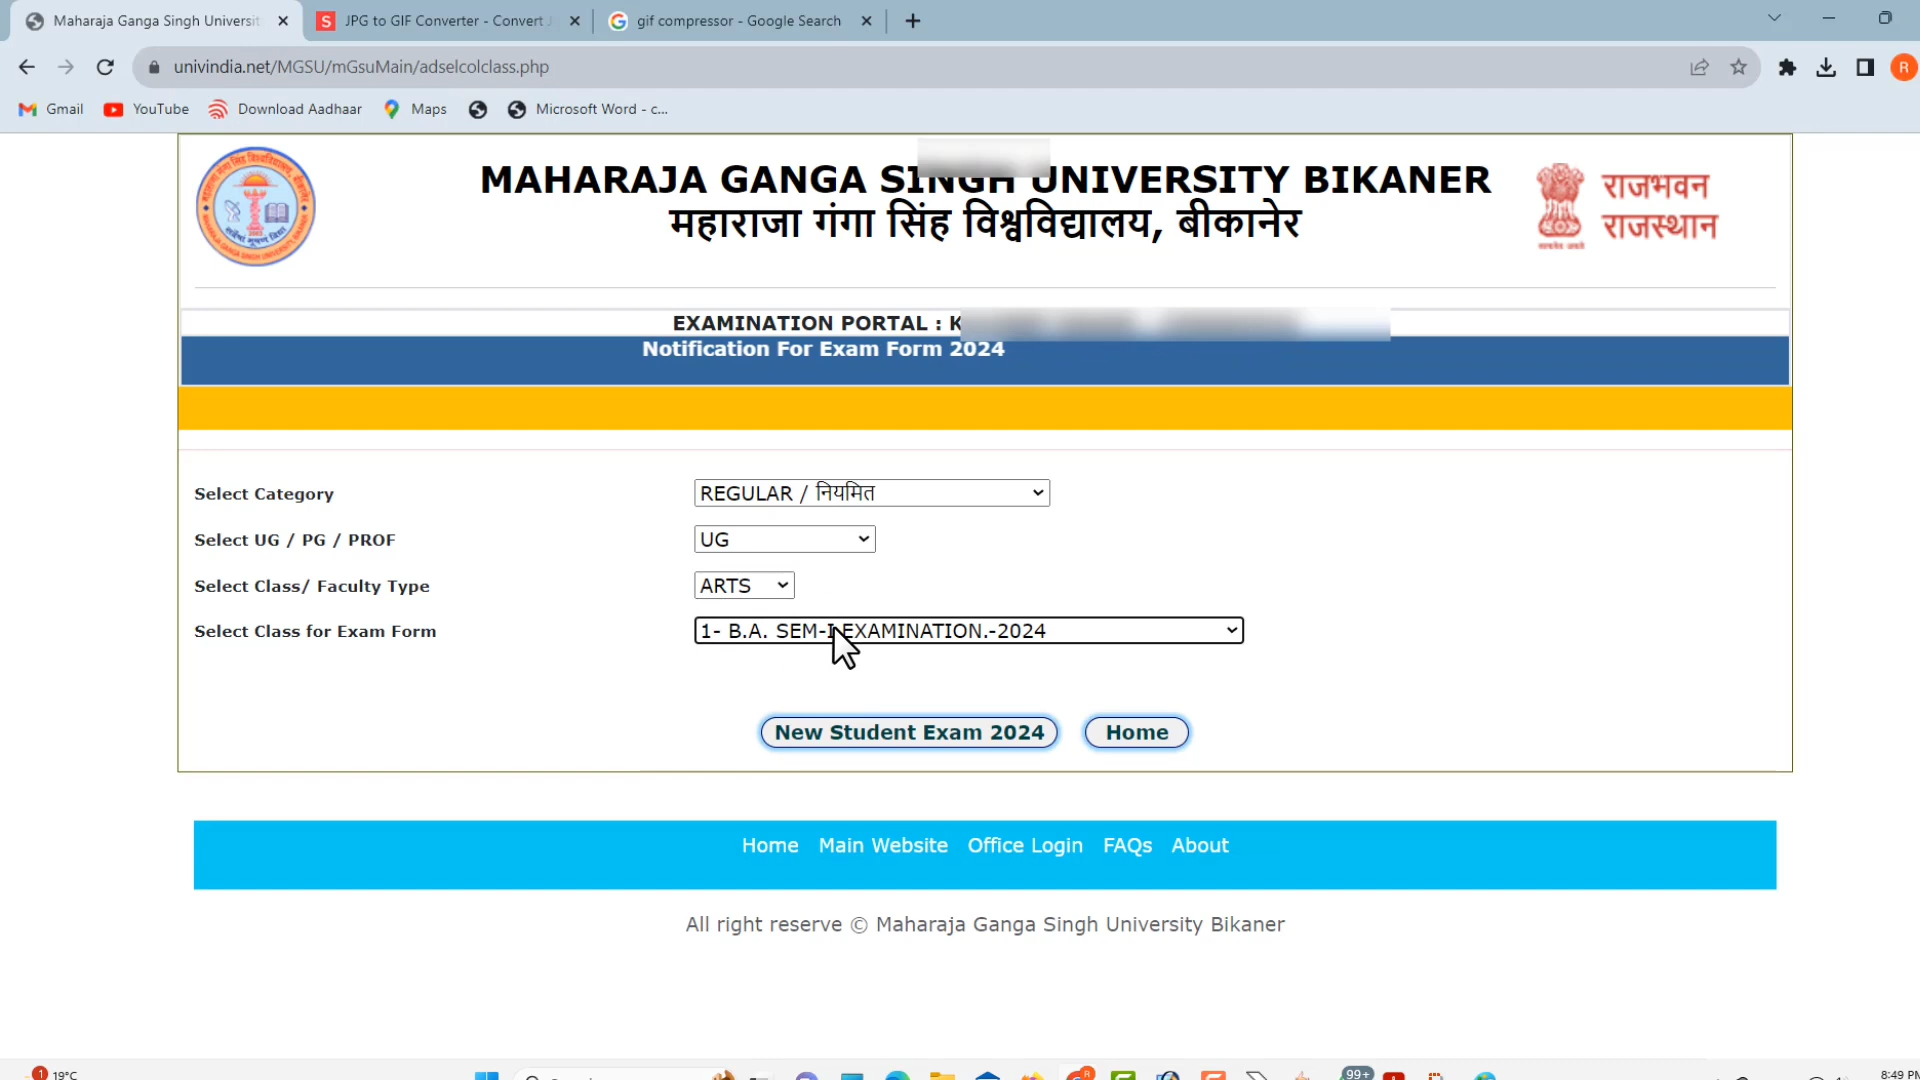 Maharaja Ganga Singh Universit
JPG to GIF Converter - Convert J
gif compressor - Google Search
univindia.net/MGSU/mGsuMain/adselcolclass.php
Gmail YouTube Download Aadhaar Maps Microsoft Word - c...
MAHARAJA GANGA SINGH UNIVERSITY BIKANER
महाराजा गंगा सिंह विश्वविद्यालय, बीकानेर
राजभवन
राजस्थान
EXAMINATION PORTAL : K
Notification For Exam Form 2024
Select Category REGULAR / नियमित
Select UG / PG / PROF UG
Select Class/ Faculty Type ARTS
Select Class for Exam Form 1- B.A. SEM-I EXAMINATION.-2024
New Student Exam 2024 Home
Home Main Website Office Login FAQs About
All right reserve © Maharaja Ganga Singh University Bikaner
1 19°C
99+
8:49 PM